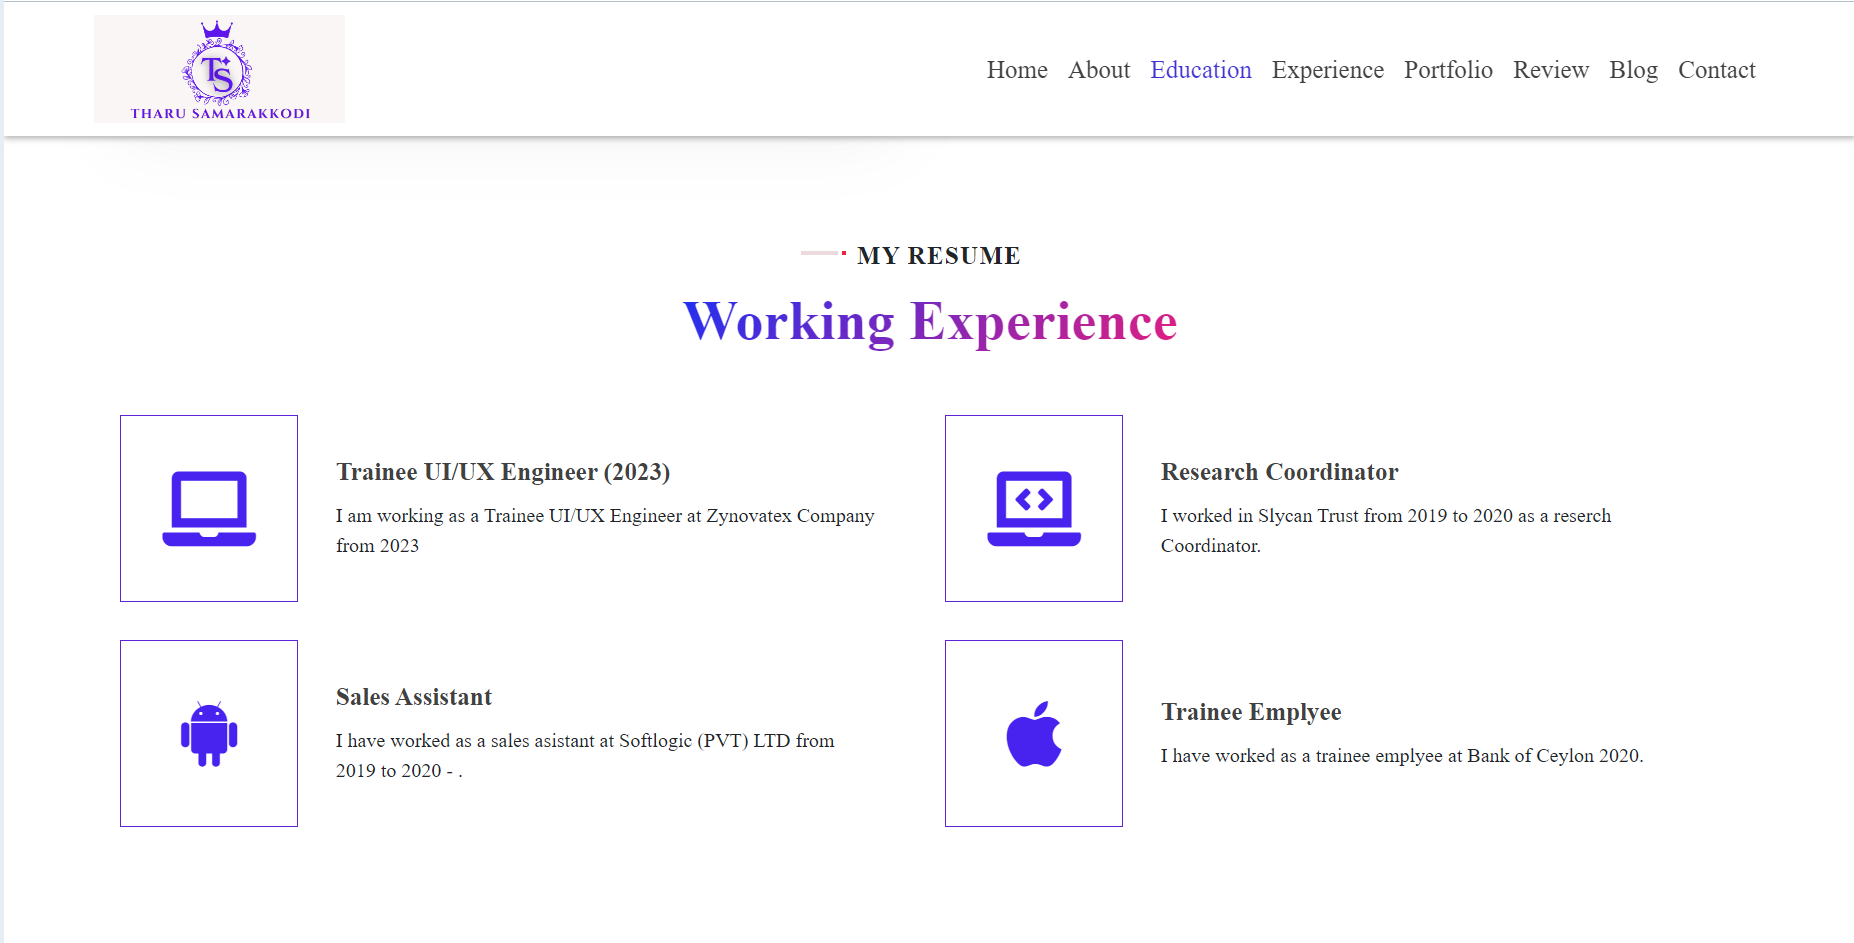 TS
THARU SAMARAKKODI
Home About Education Experience Portfolio Review Blog Contact
MY RESUME
Working Experience
Trainee UI/UX Engineer (2023)
I am working as a Trainee UI/UX Engineer at Zynovatex Company
from 2023
Research Coordinator
I worked in Slycan Trust from 2019 to 2020 as a reserch
Coordinator.
Sales Assistant
I have worked as a sales asistant at Softlogic (PVT) LTD from
2019 to 2020 - .
Trainee Emplyee
I have worked as a trainee emplyee at Bank of Ceylon 2020.